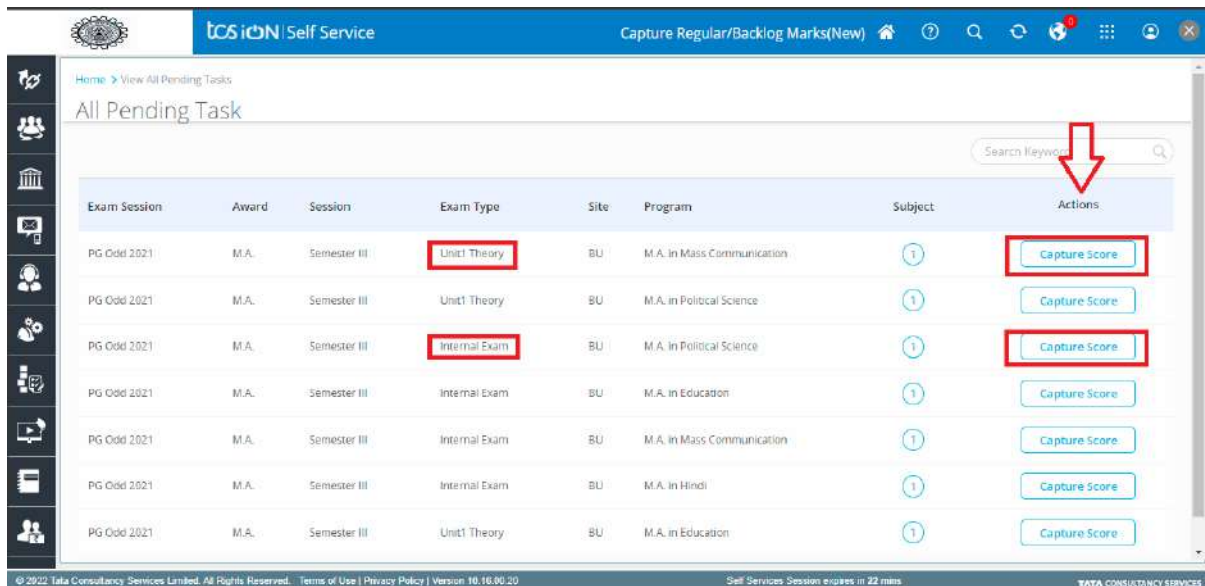 tcs iON | Self Service Capture Regular/Backlog Marks(New) 0
Home > View All Pending Tasks
All Pending Task
Search Keyword
Exam Session Award Session Exam Type Site Program Subject Actions
PG Odd 2021 M.A. Semester III Unit1 Theory BU M.A. in Mass Communication 1 Capture Score
PG Odd 2021 M.A. Semester III Unit1 Theory BU M.A. in Political Science 1 Capture Score
PG Odd 2021 M.A. Semester III Internal Exam BU M.A. in Political Science 1 Capture Score
PG Odd 2021 M.A. Semester III Internal Exam BU M.A. in Education 1 Capture Score
PG Odd 2021 M.A. Semester III Internal Exam BU M.A. in Mass Communication 1 Capture Score
PG Odd 2021 M.A. Semester III Internal Exam BU M.A. in Hindi 1 Capture Score
PG Odd 2021 M.A. Semester III Unit1 Theory BU M.A. in Education 1 Capture Score
© 2022 Tata Consultancy Services Limited. All Rights Reserved. Terms of Use | Privacy Policy | Version 10.16.00.20 Self Services Session expires in 22 mins TATA CONSULTANCY SERVICES